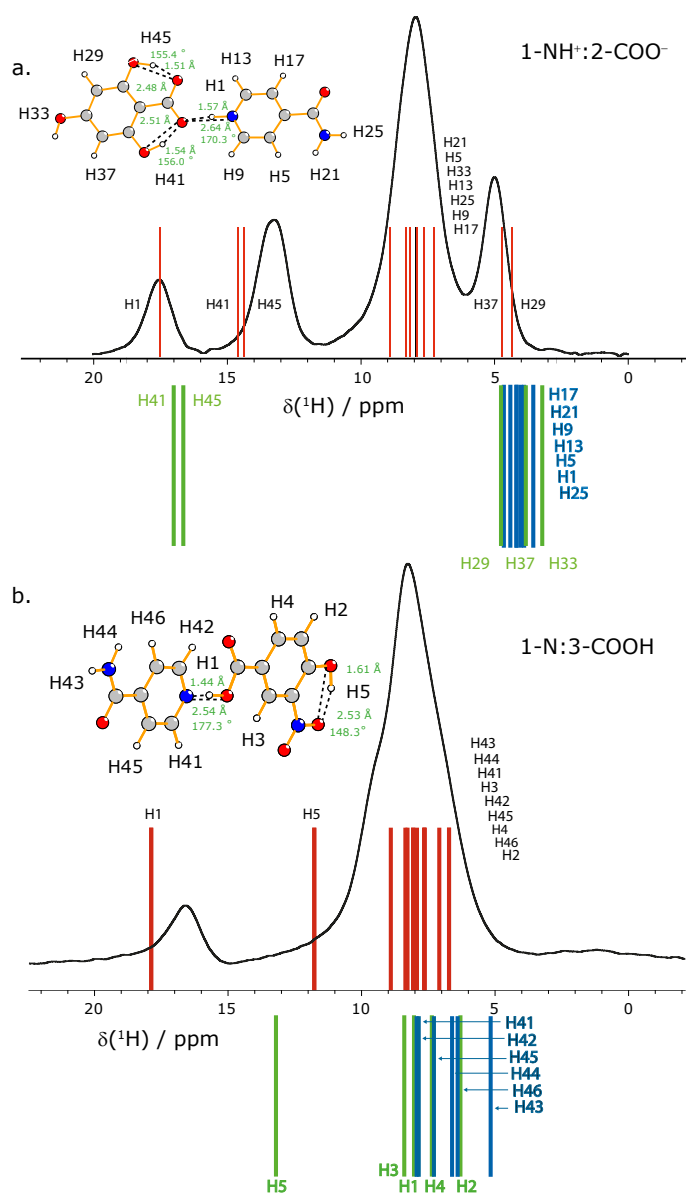 a.
1-NH⁺:2-COO⁻
H45
155.4 °
1.51 Å
H29
H13
H17
2.48 Å
H1
1.57 Å
H33
2.51 Å
2.64 Å
170.3 °
H25
1.54 Å
156.0 °
H37
H41
H9
H5
H21
H21
H5
H33
H13
H25
H9
H17
H1
H41
H45
H37
H29
20
15
10
5
0
δ(¹H) / ppm
H41
H45
H17
H21
H9
H13
H5
H1
H25
H29
H37
H33
b.
1-N:3-COOH
H4
H2
H46
H44
H42
H1
1.44 Å
1.61 Å
H43
H5
2.54 Å
177.3 °
2.53 Å
148.3°
H3
H45
H41
H43
H44
H41
H3
H42
H45
H4
H46
H2
H1
H5
20
15
10
5
0
δ(¹H) / ppm
H41
H42
H45
H44
H46
H43
H3
H5
H1
H4
H2